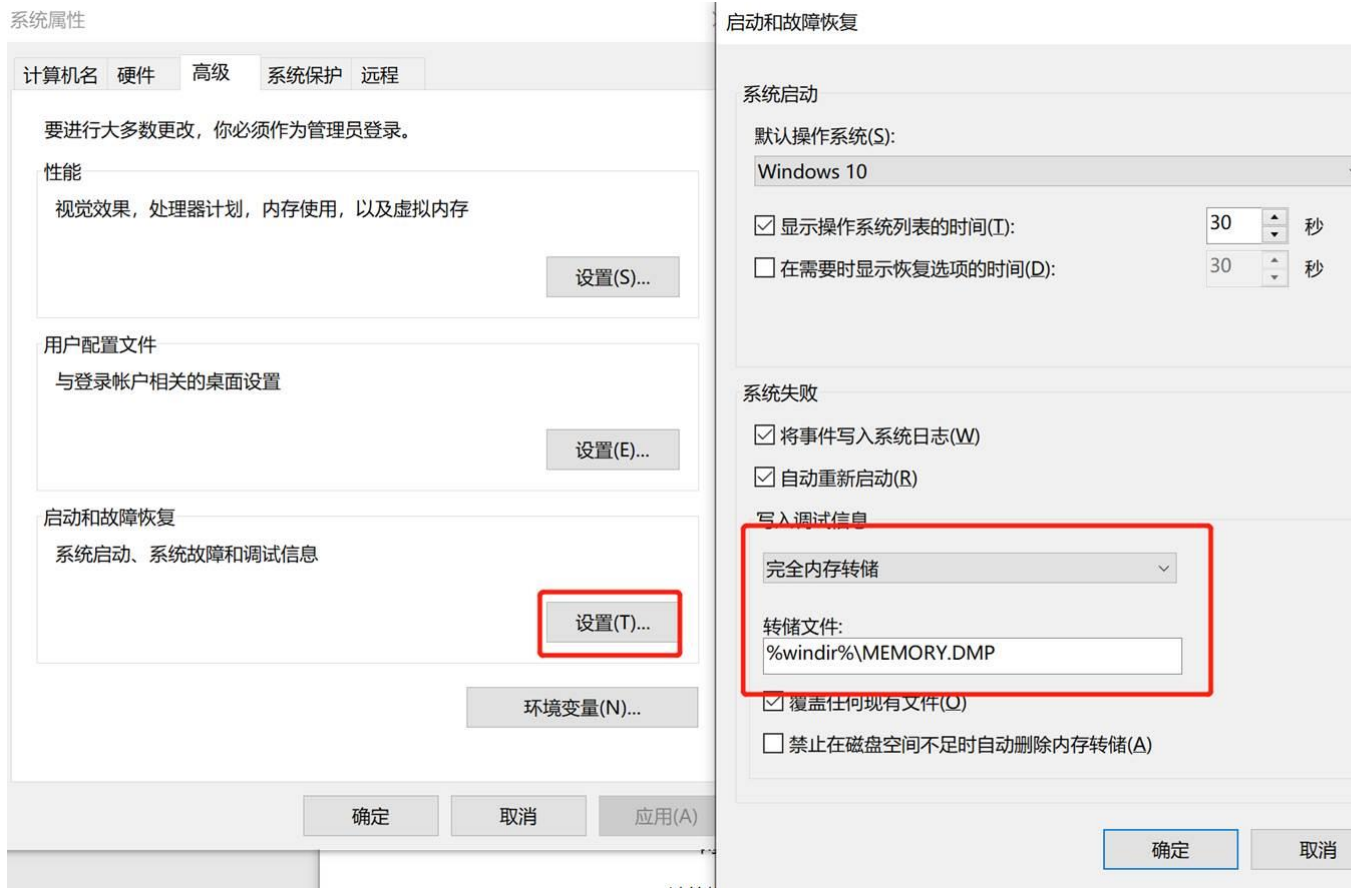 系统属性
计算机名 硬件 高级 系统保护 远程
要进行大多数更改，你必须作为管理员登录。
性能
视觉效果，处理器计划，内存使用，以及虚拟内存
设置(S)...
用户配置文件
与登录帐户相关的桌面设置
设置(E)...
启动和故障恢复
系统启动、系统故障和调试信息
设置(T)...
环境变量(N)...
确定 取消 应用(A)
启动和故障恢复
系统启动
默认操作系统(S):
Windows 10
显示操作系统列表的时间(T): 30 秒
在需要时显示恢复选项的时间(D): 30 秒
系统失败
将事件写入系统日志(W)
自动重新启动(R)
写入调试信息
完全内存转储
转储文件:
%windir%\MEMORY.DMP
覆盖任何现有文件(O)
禁止在磁盘空间不足时自动删除内存转储(A)
确定 取消